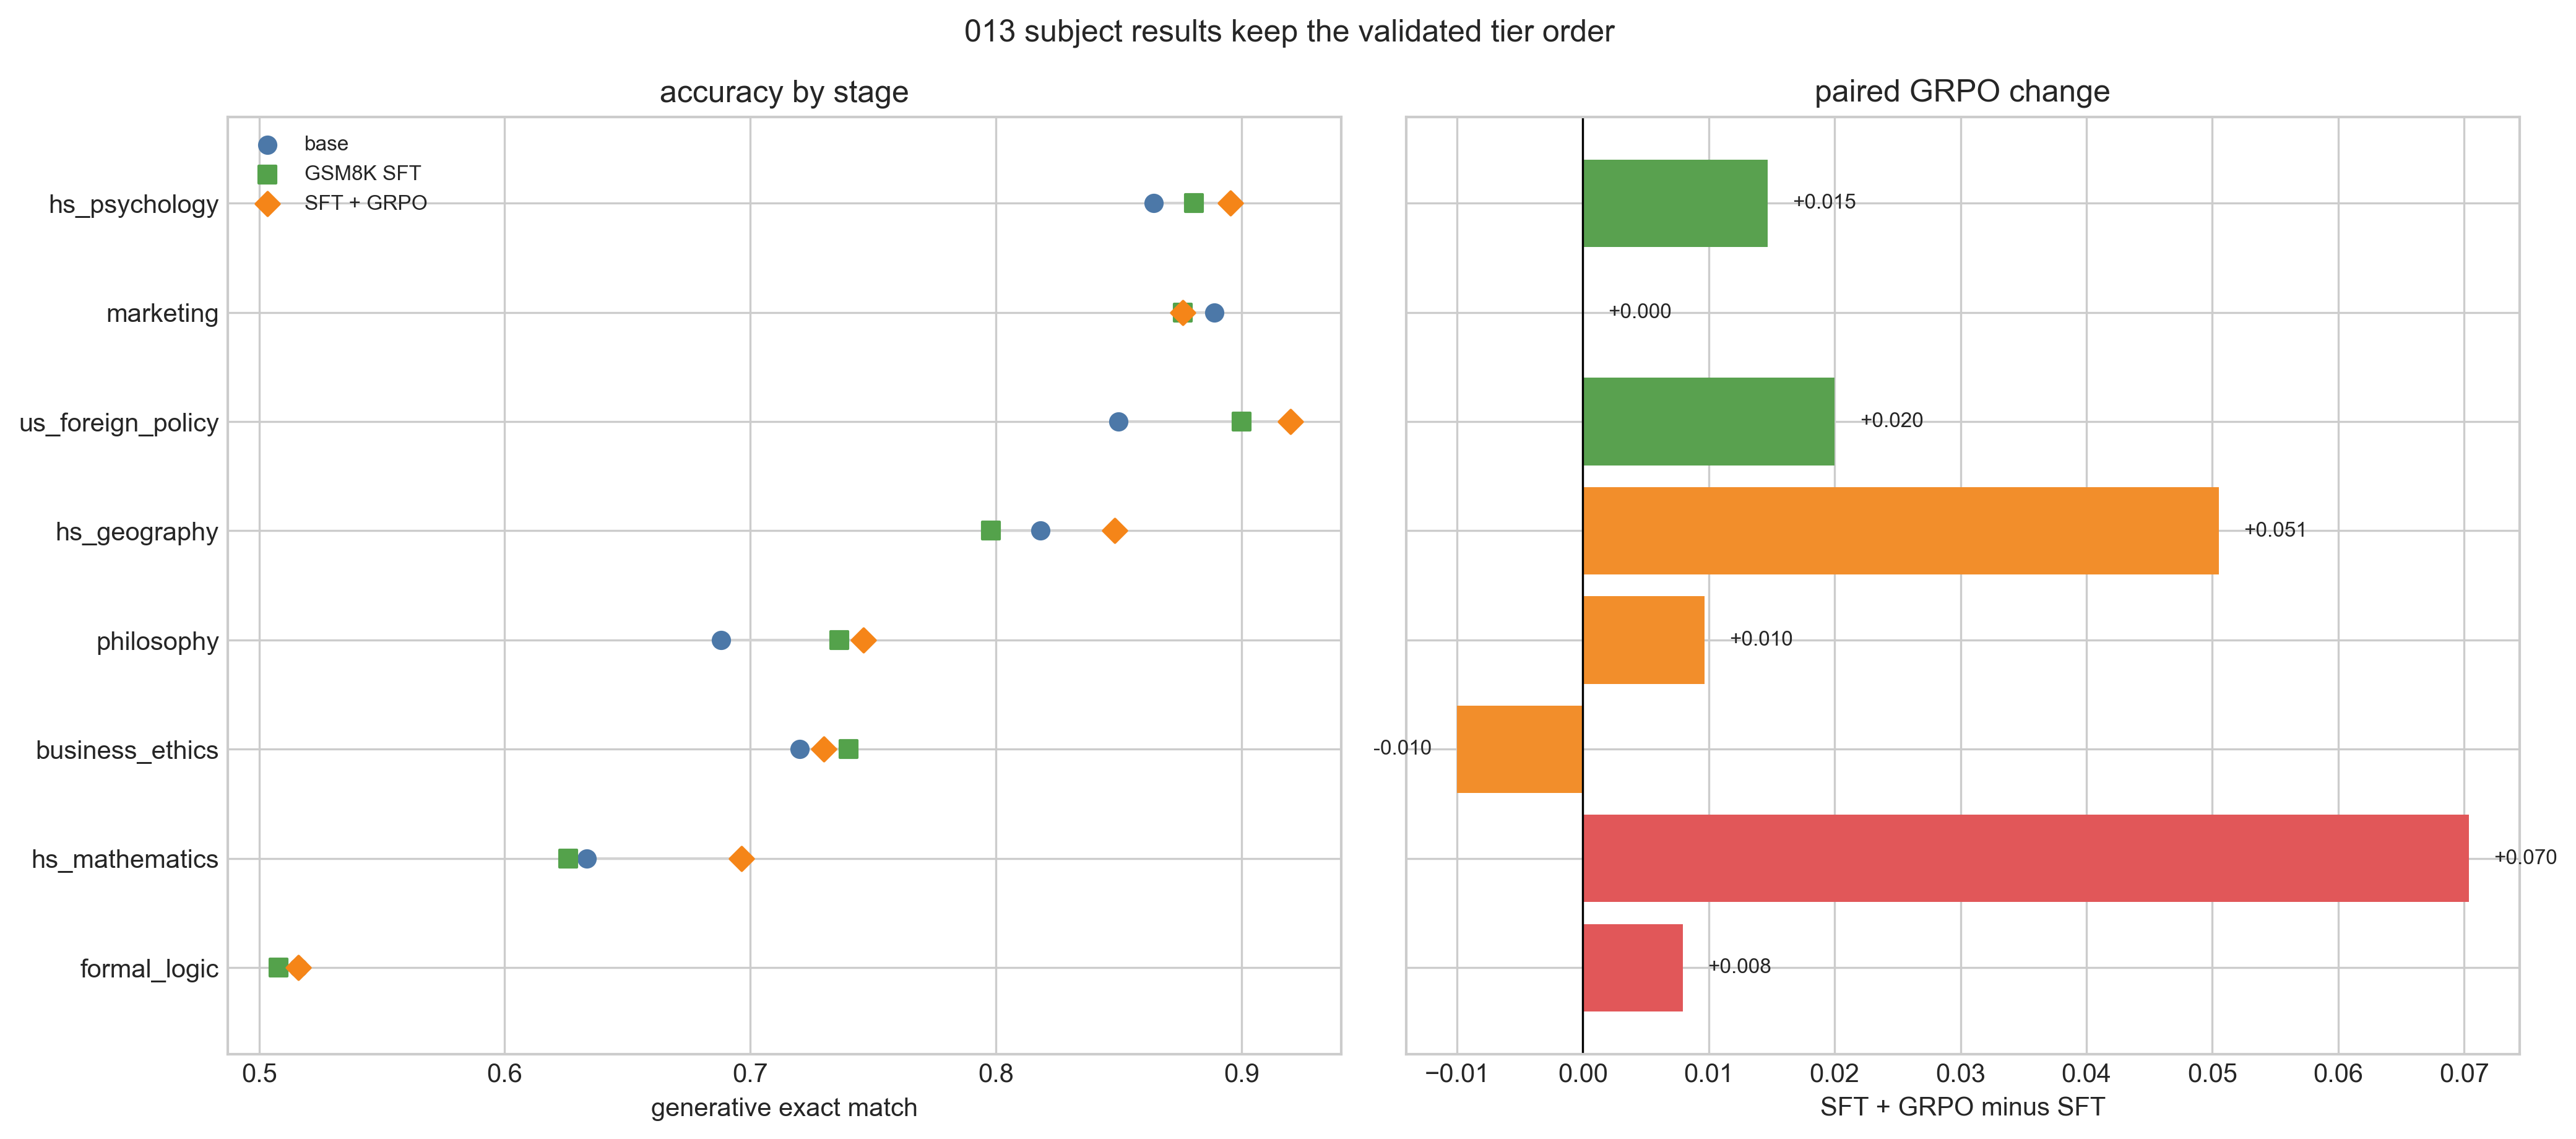 013 subject results keep the validated tier order
accuracy by stage
base
GSM8K SFT
SFT + GRPO
hs_psychology
marketing
us_foreign_policy
hs_geography
philosophy
business_ethics
hs_mathematics
formal_logic
0.5 0.6 0.7 0.8 0.9
generative exact match
paired GRPO change
+0.015
+0.000
+0.020
+0.051
+0.010
-0.010
+0.070
+0.008
−0.01 0.00 0.01 0.02 0.03 0.04 0.05 0.06 0.07
SFT + GRPO minus SFT